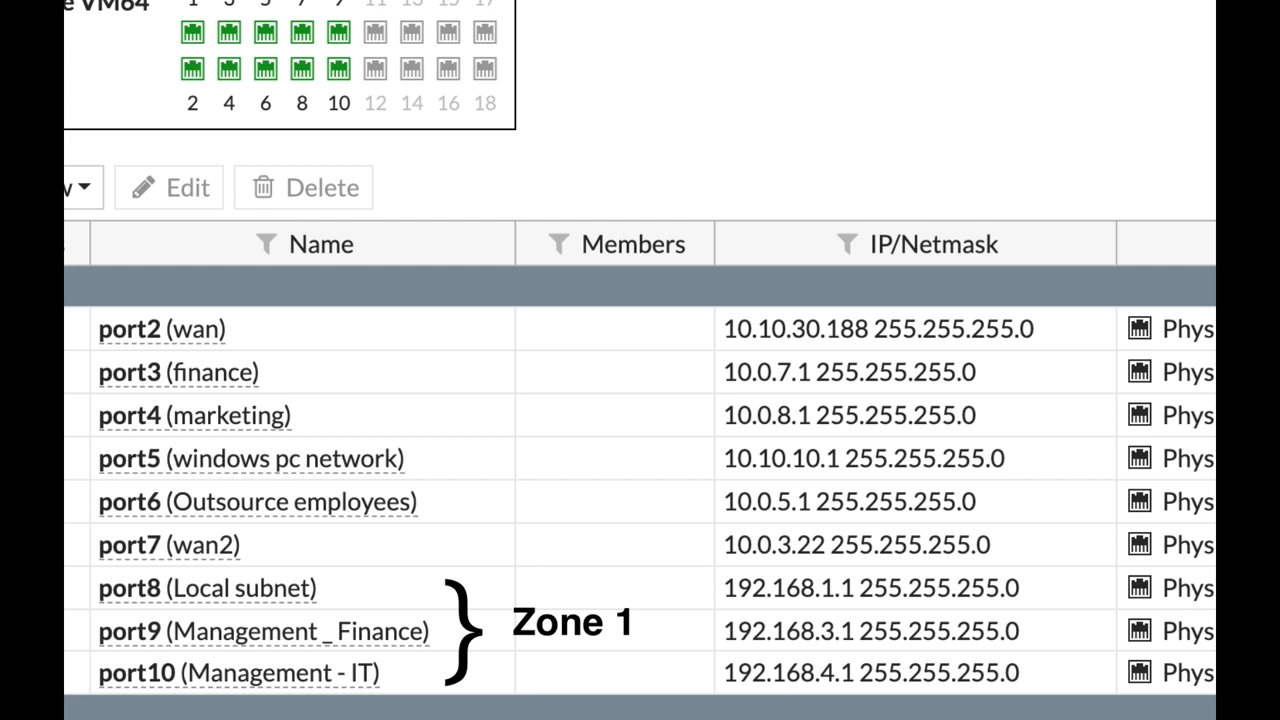 e VM64 1 3 5 7 9 11 13 15 17
2 4 6 8 10 12 14 16 18
Edit Delete
Name Members IP/Netmask
port2 (wan) 10.10.30.188 255.255.255.0 Phys
port3 (finance) 10.0.7.1 255.255.255.0 Phys
port4 (marketing) 10.0.8.1 255.255.255.0 Phys
port5 (windows pc network) 10.10.10.1 255.255.255.0 Phys
port6 (Outsource employees) 10.0.5.1 255.255.255.0 Phys
port7 (wan2) 10.0.3.22 255.255.255.0 Phys
port8 (Local subnet) 192.168.1.1 255.255.255.0 Phys
port9 (Management _ Finance) } Zone 1 192.168.3.1 255.255.255.0 Phys
port10 (Management - IT) 192.168.4.1 255.255.255.0 Phys